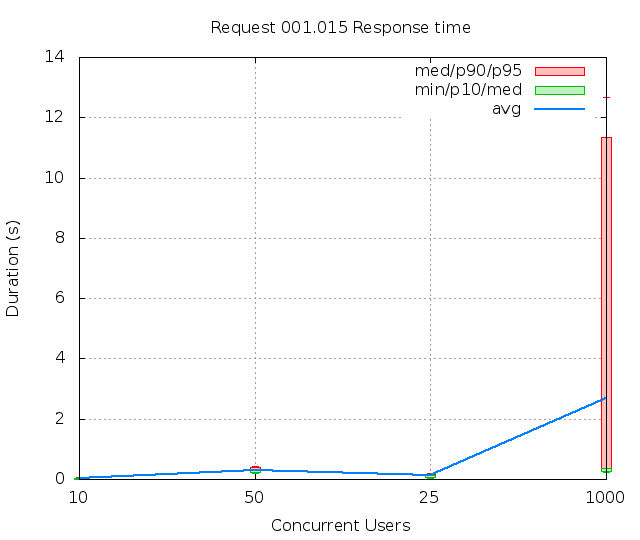 Request 001.015 Response time
14
12
10
8
6
4
2
0
Duration (s)
med/p90/p95
min/p10/med
avg
10 50 25 1000
Concurrent Users